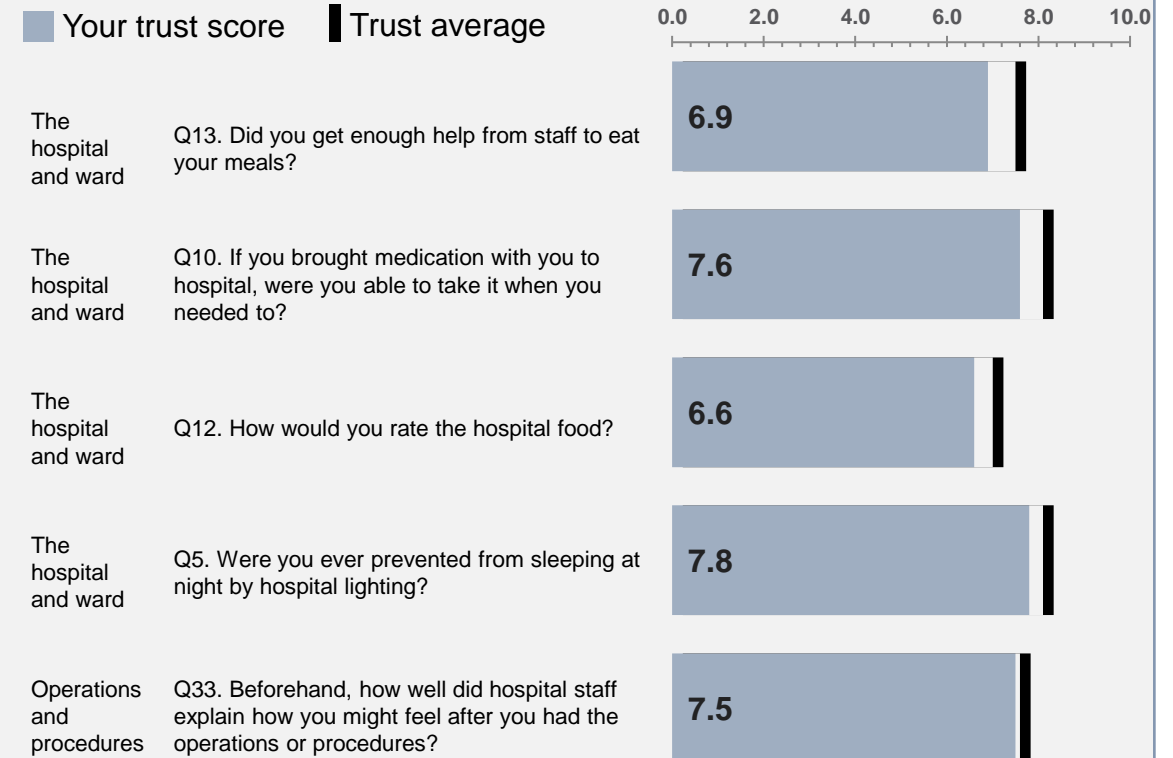 Your trust score
Trust average
0.0 2.0 4.0 6.0 8.0 10.0
The
hospital
and ward
Q13. Did you get enough help from staff to eat
your meals?
6.9
The
hospital
and ward
Q10. If you brought medication with you to
hospital, were you able to take it when you
needed to?
7.6
The
hospital
and ward
Q12. How would you rate the hospital food?
6.6
The
hospital
and ward
Q5. Were you ever prevented from sleeping at
night by hospital lighting?
7.8
Operations
and
procedures
Q33. Beforehand, how well did hospital staff
explain how you might feel after you had the
operations or procedures?
7.5